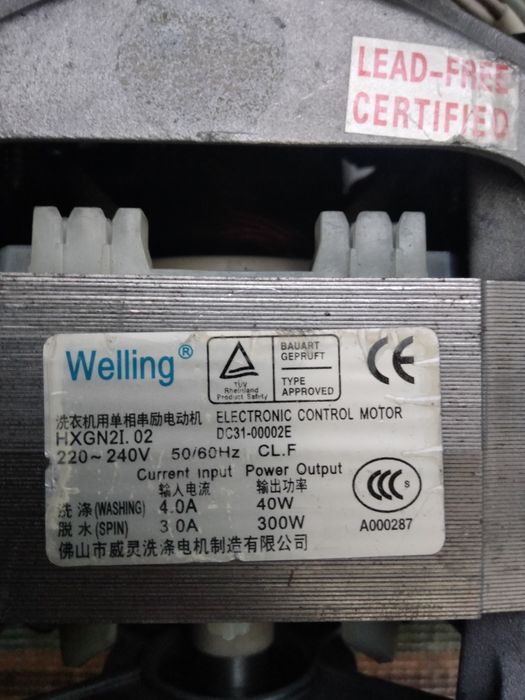 LEAD-FREE
CERTIFIED
Welling®
TÜV
Rheinland
Product Safety
BAUART
GEPRÜFT
TYPE
APPROVED
CE
洗衣机用单相串励电动机 ELECTRONIC CONTROL MOTOR
HXGN2I.02 DC31-00002E
220~240V 50/60Hz CL.F
Current Input Power Output
输入电流 输出功率
洗 涤(WASHING) 4.0A 40W
脱 水(SPIN) 3.0A 300W
CCC S
A000287
佛山市威灵洗涤电机制造有限公司